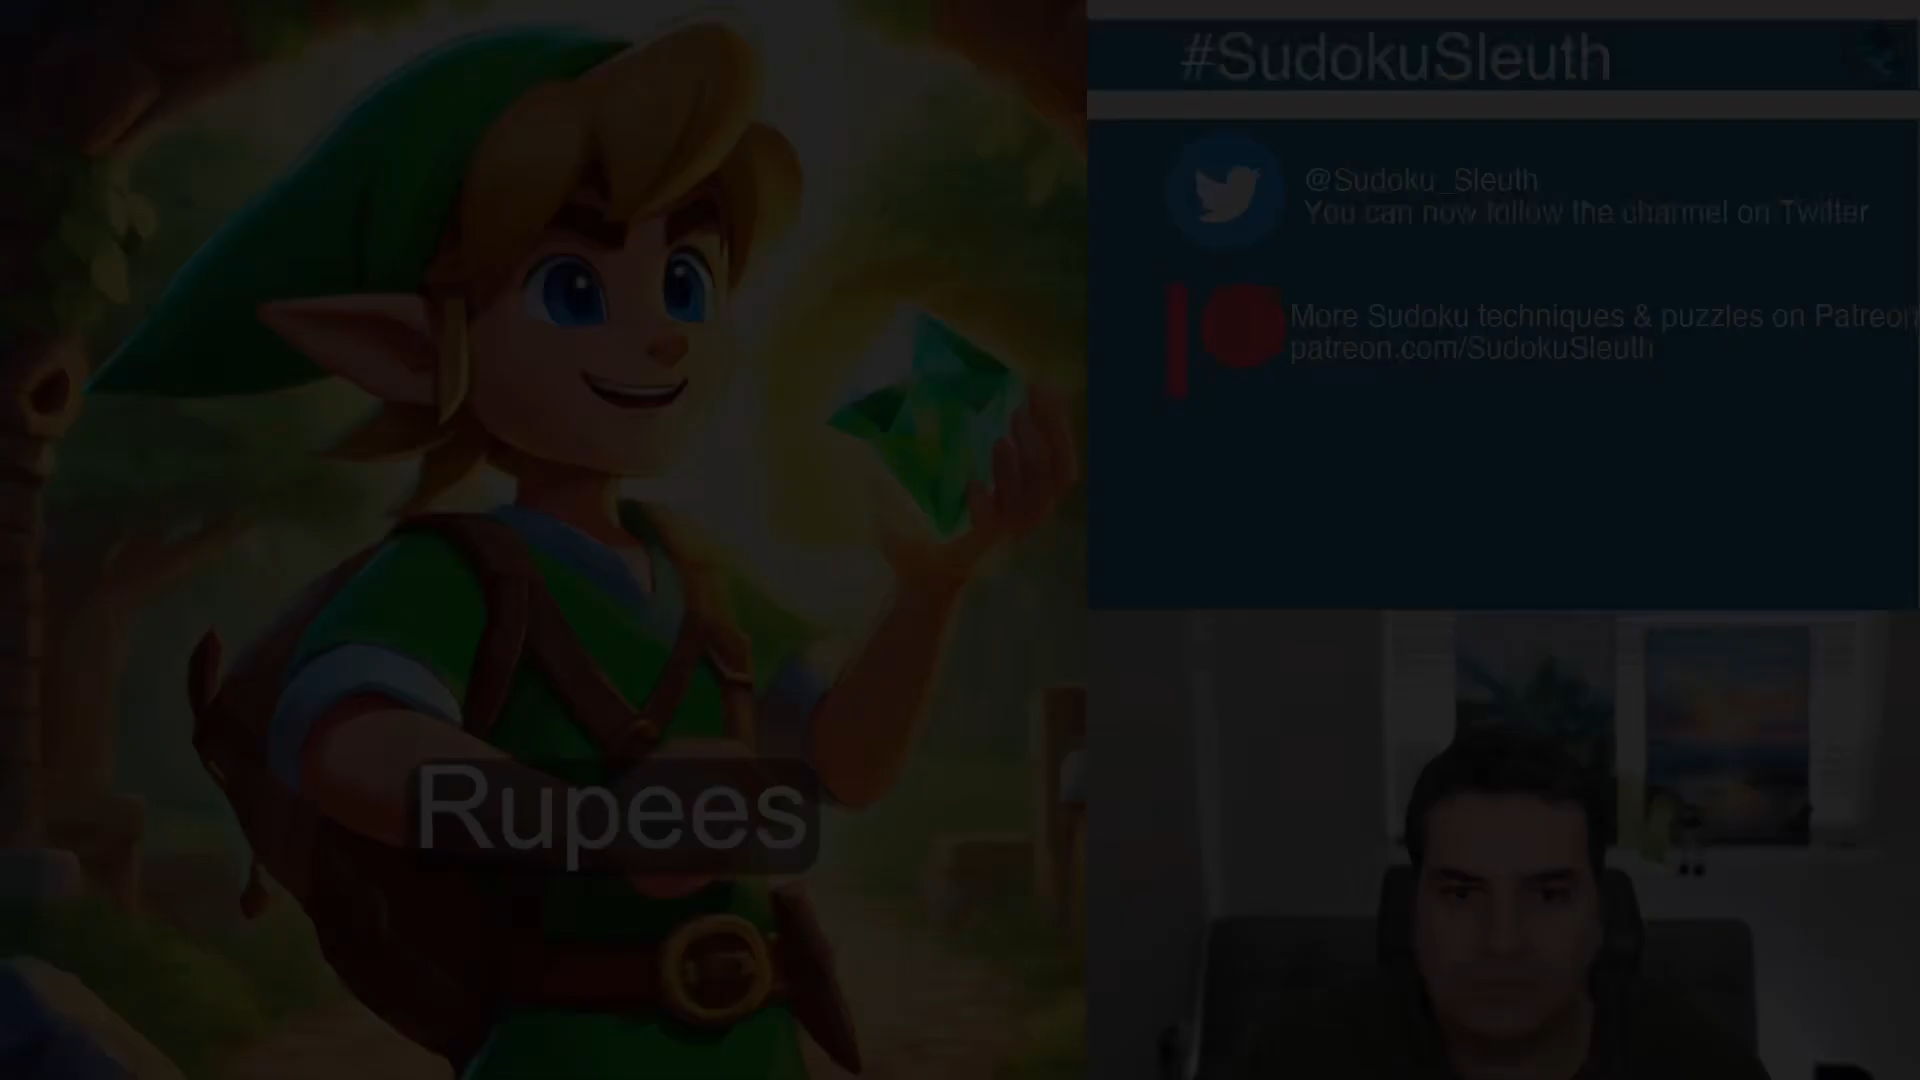 #SudokuSleuth
@Sudoku_Sleuth
You can now follow the channel on Twitter
More Sudoku techniques & puzzles on Patreon
patreon.com/SudokuSleuth
Rupees